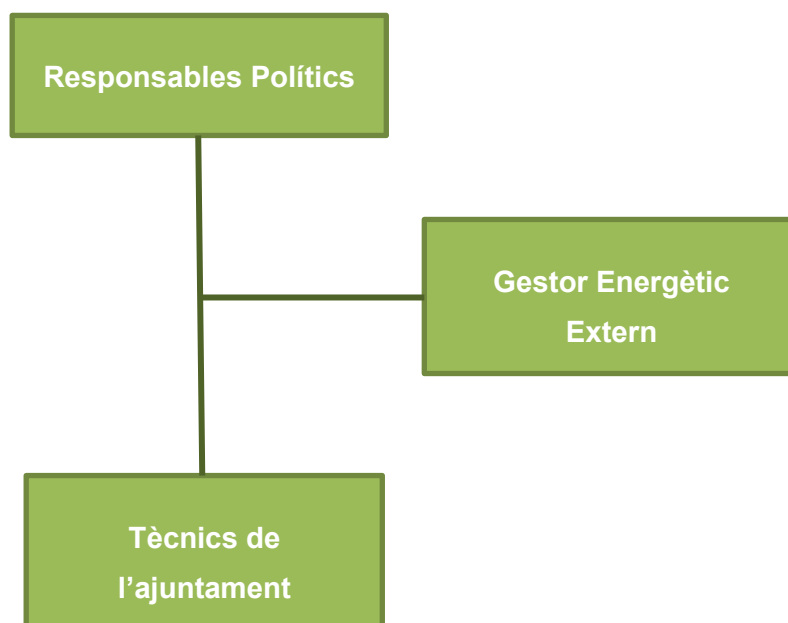 Responsables Polítics
Gestor Energètic
Extern
Tècnics de
l’ajuntament